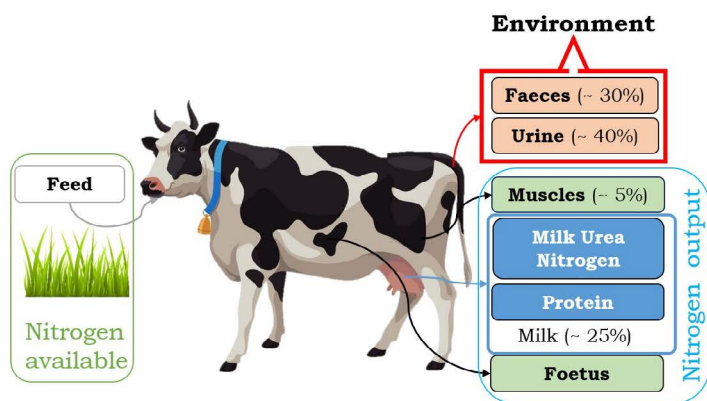 Environment
Faeces (~ 30%)
Urine (~ 40%)
Feed
Nitrogen
available
Muscles (~ 5%)
Milk Urea
Nitrogen
Protein
Milk (~ 25%)
Foetus
Nitrogen output